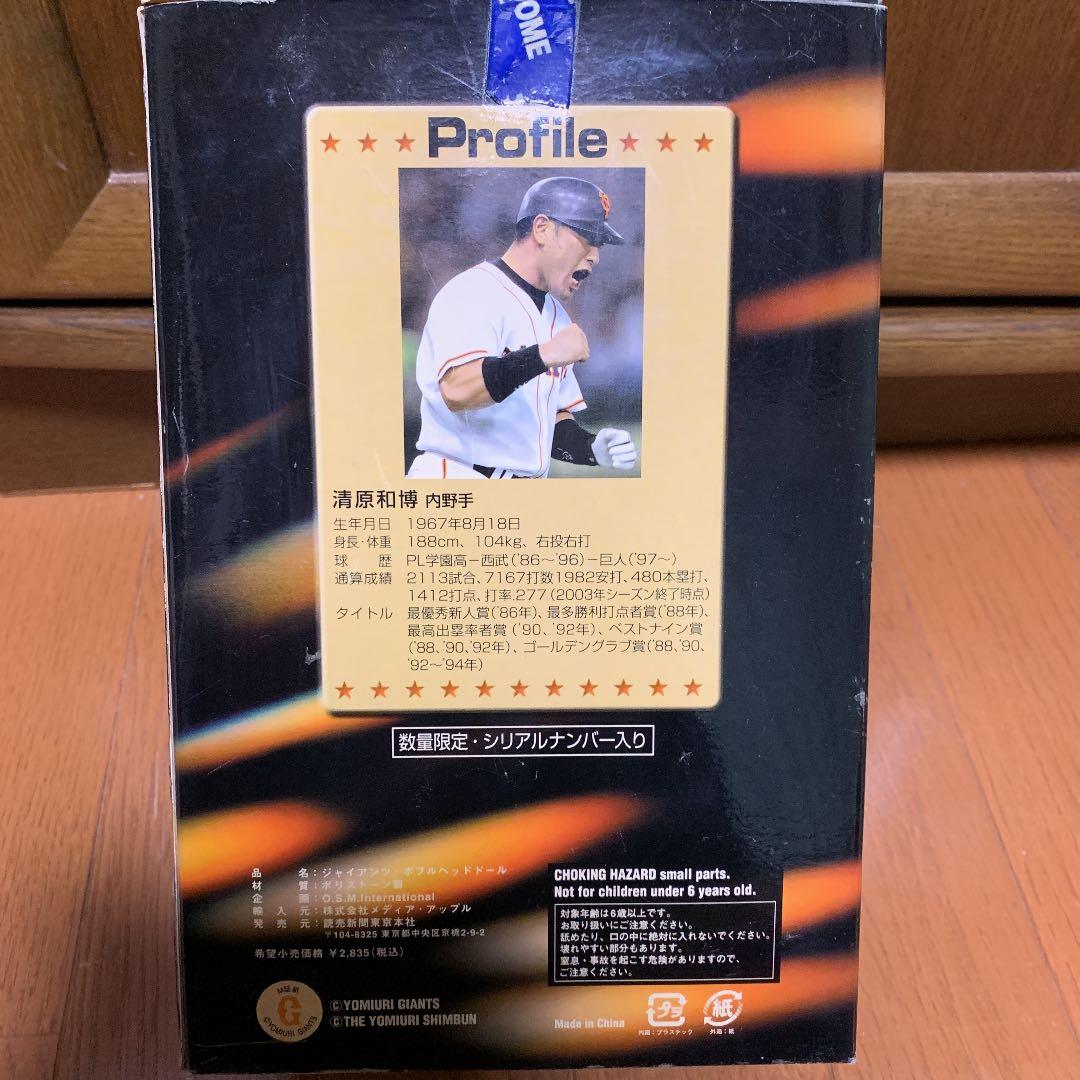 OME
Profile
清原和博 内野手
生年月日 1967年8月18日
身長・体重 188cm、104kg、右投右打
球歴 PL学園高－西武('86〜'96)－巨人('97〜)
通算成績 2113試合、7167打数1982安打、480本塁打、
1412打点、打率.277(2003年シーズン終了時点)
タイトル 最優秀新人賞('86年)、最多勝利打点者賞('88年)、
最高出塁率者賞('90、'92年)、ベストナイン賞
('88、'90、'92年)、ゴールデングラブ賞('88、'90、
'92〜'94年)
数量限定・シリアルナンバー入り
品名：ジャイアンツ・ボブルヘッドドール
材質：ポリストーン製
企画：O.S.M.International
輸入元：株式会社メディア・アップル
発売元：読売新聞東京本社
〒104-8325 東京都中央区京橋2-9-2
希望小売価格 ￥2,835(税込)
G
©YOMIURI GIANTS
©YOMIURI GIANTS
©THE YOMIURI SHIMBUN
CHOKING HAZARD small parts.
Not for children under 6 years old.
対象年齢は6歳以上です。
お取り扱いにご注意ください。
舐めたり、口の中に絶対に入れないでください。
壊れやすい部分もあります。
窒息・事故を起こす危険がありますので、
ご注意ください。
Made in China
プラ
内箱：プラスチック
紙
外箱：紙